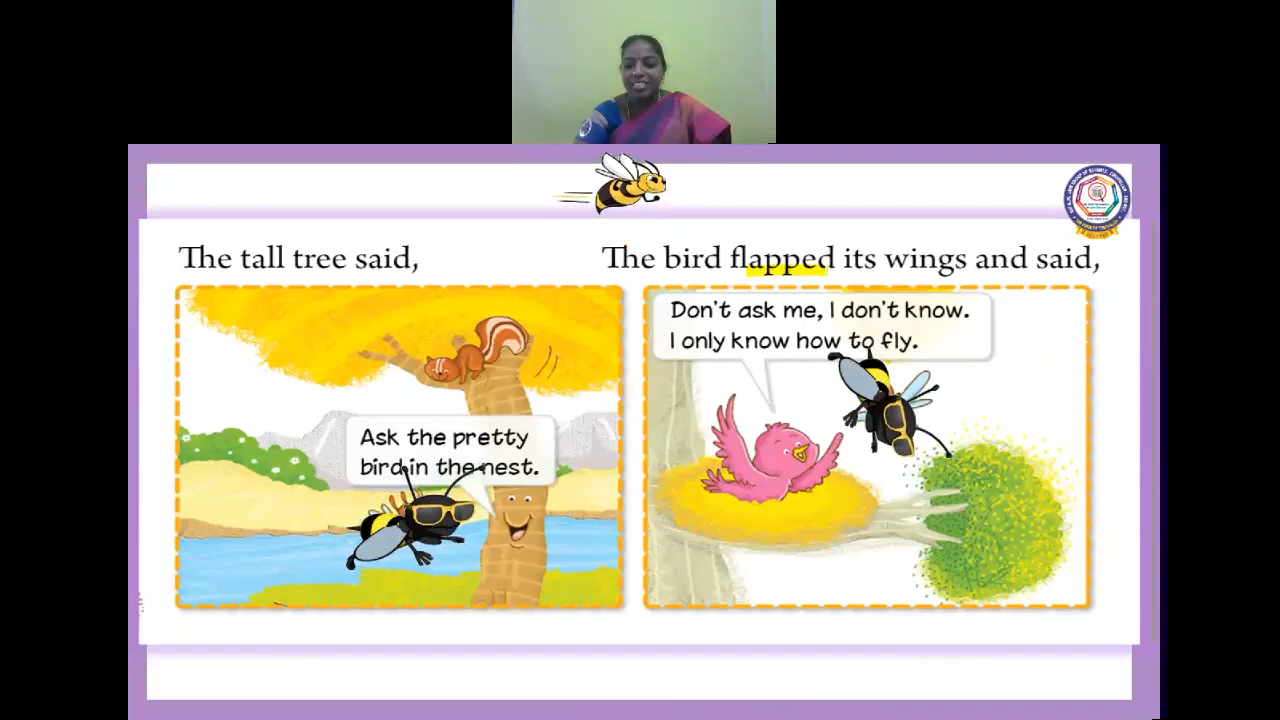 The tall tree said,
Ask the pretty
bird in the nest.
The bird flapped its wings and said,
Don't ask me, I don't know.
I only know how to fly.